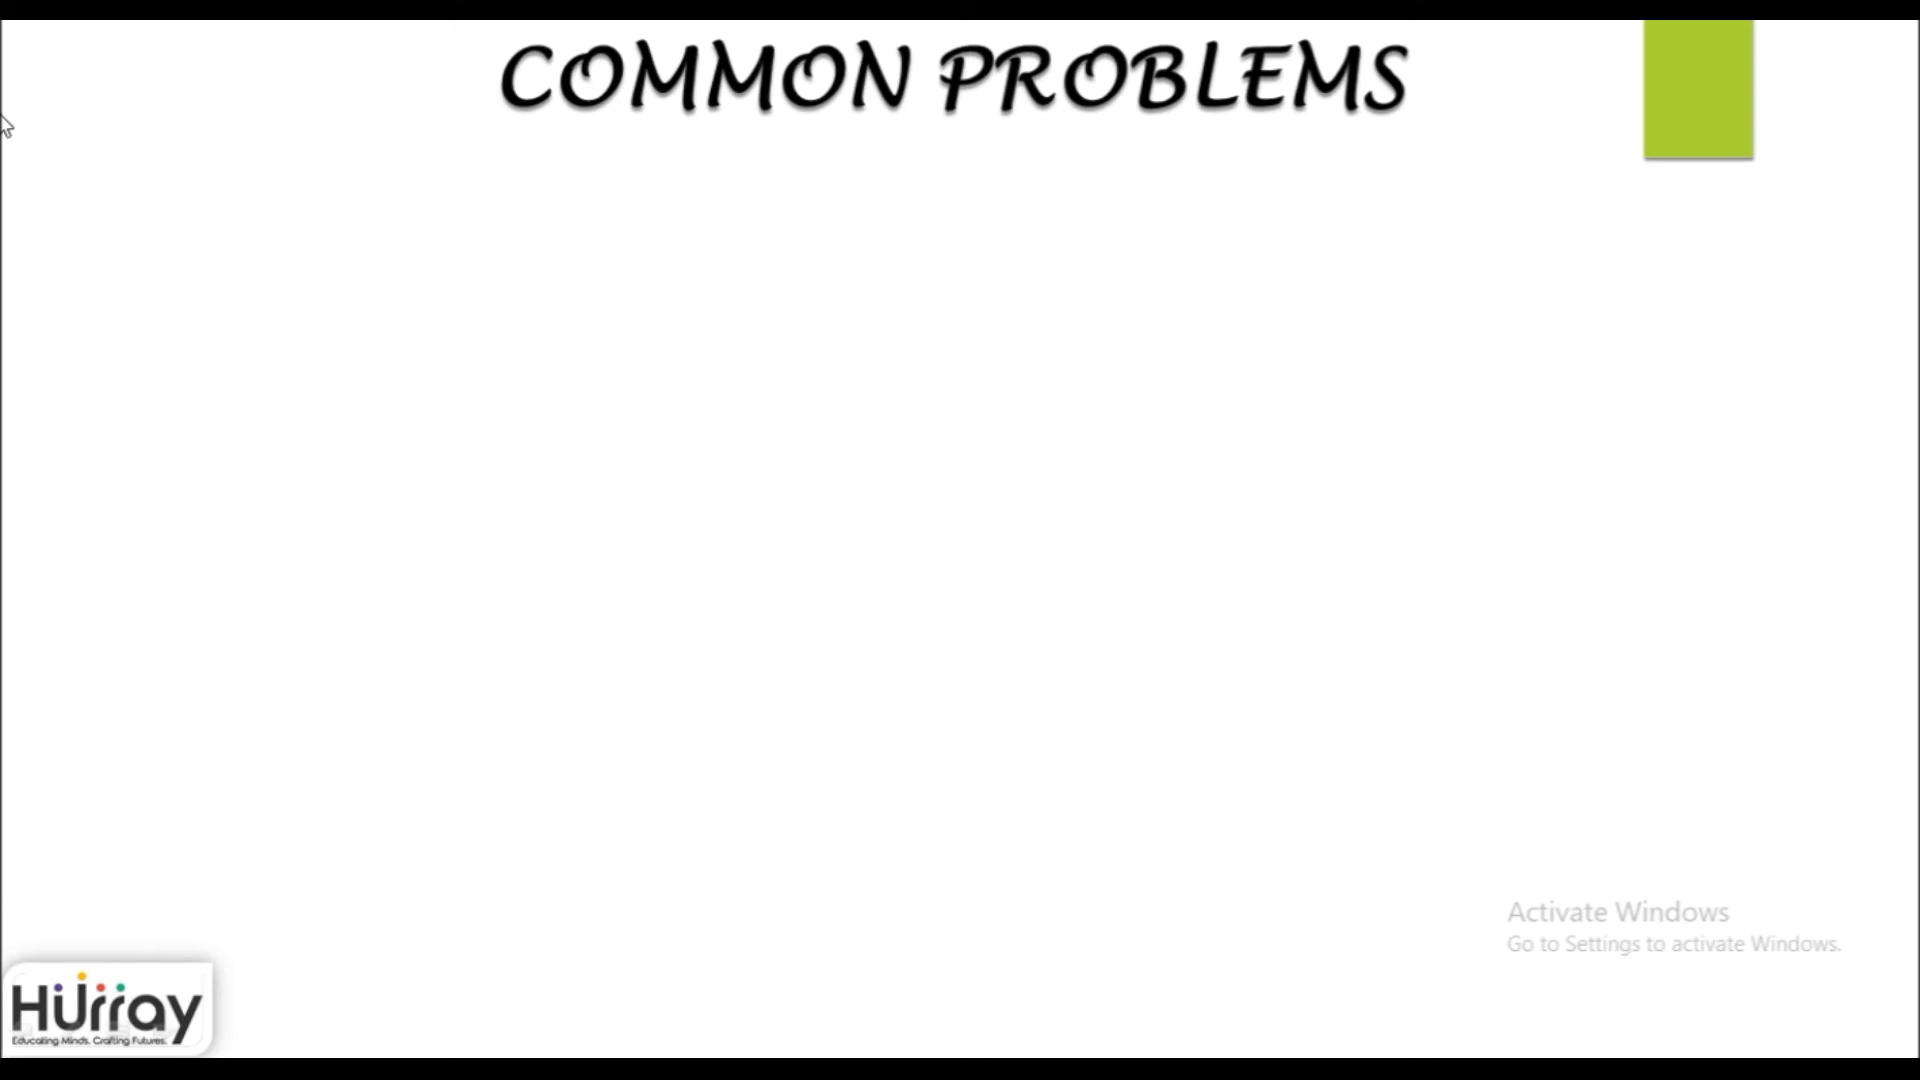 COMMON PROBLEMS
Activate Windows
Go to Settings to activate Windows.
Hurray
Educating Minds. Crafting Futures.